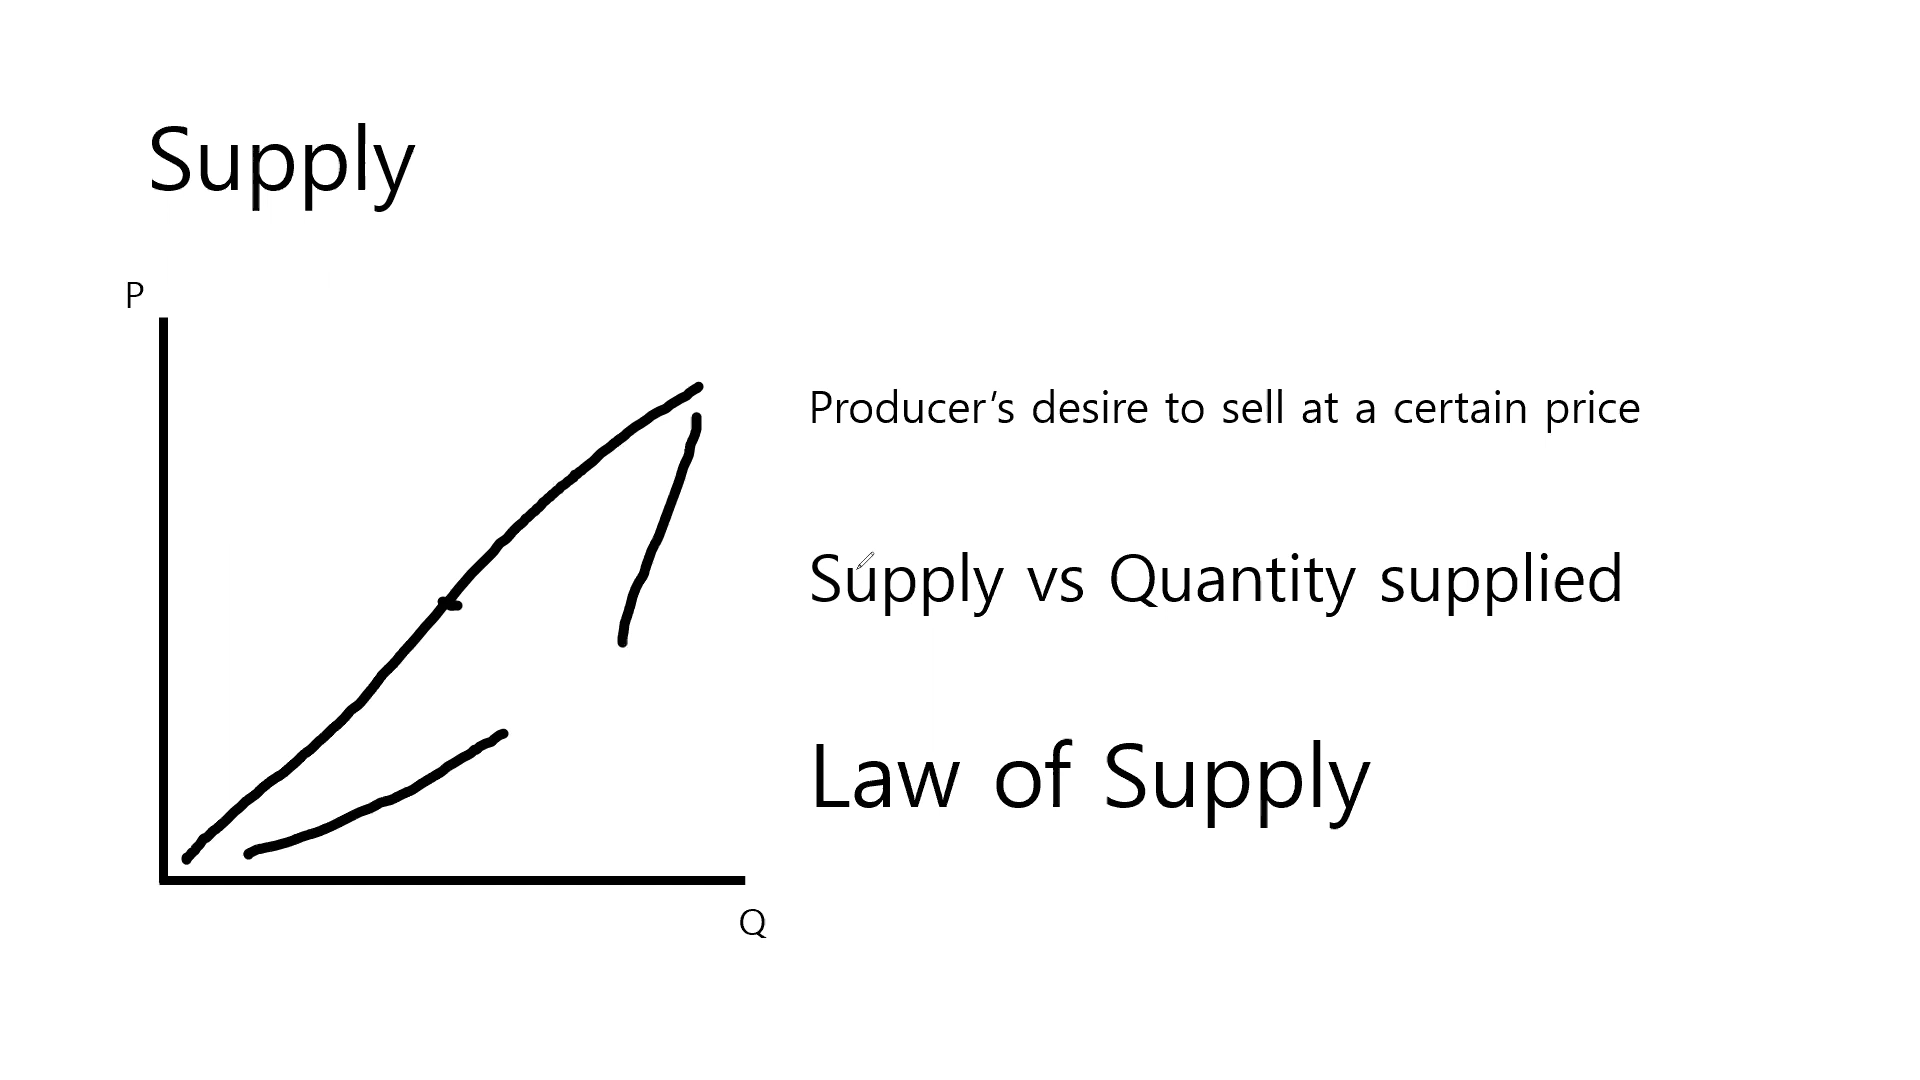 Supply
P
Producer’s desire to sell at a certain price
Supply vs Quantity supplied
Law of Supply
Q